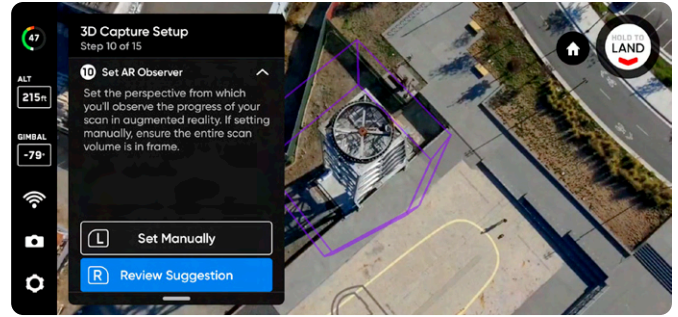 47
ALT
215FT
GIMBAL
-79°
3D Capture Setup
Step 10 of 15
10 Set AR Observer
Set the perspective from which
you'll observe the progress of your
scan in augmented reality. If setting
manually, ensure the entire scan
volume is in frame.
L Set Manually
R Review Suggestion
HOLD TO
LAND